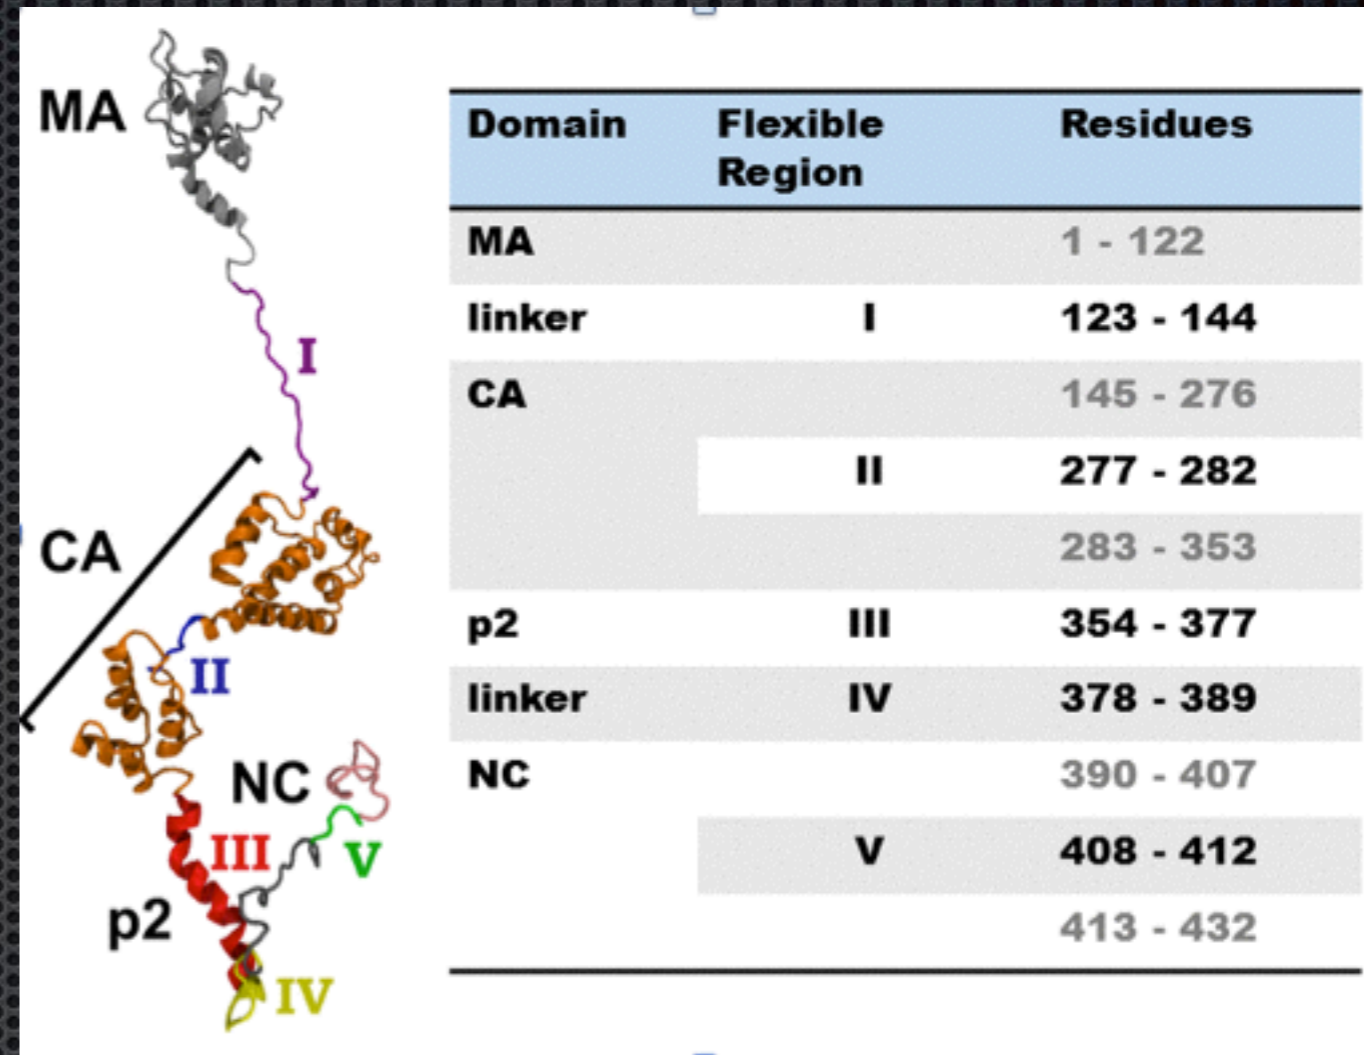 MA
I
CA
II
NC
III
V
p2
IV
Domain Flexible Region Residues
MA 1 - 122
linker I 123 - 144
CA 145 - 276
II 277 - 282
283 - 353
p2 III 354 - 377
linker IV 378 - 389
NC 390 - 407
V 408 - 412
413 - 432